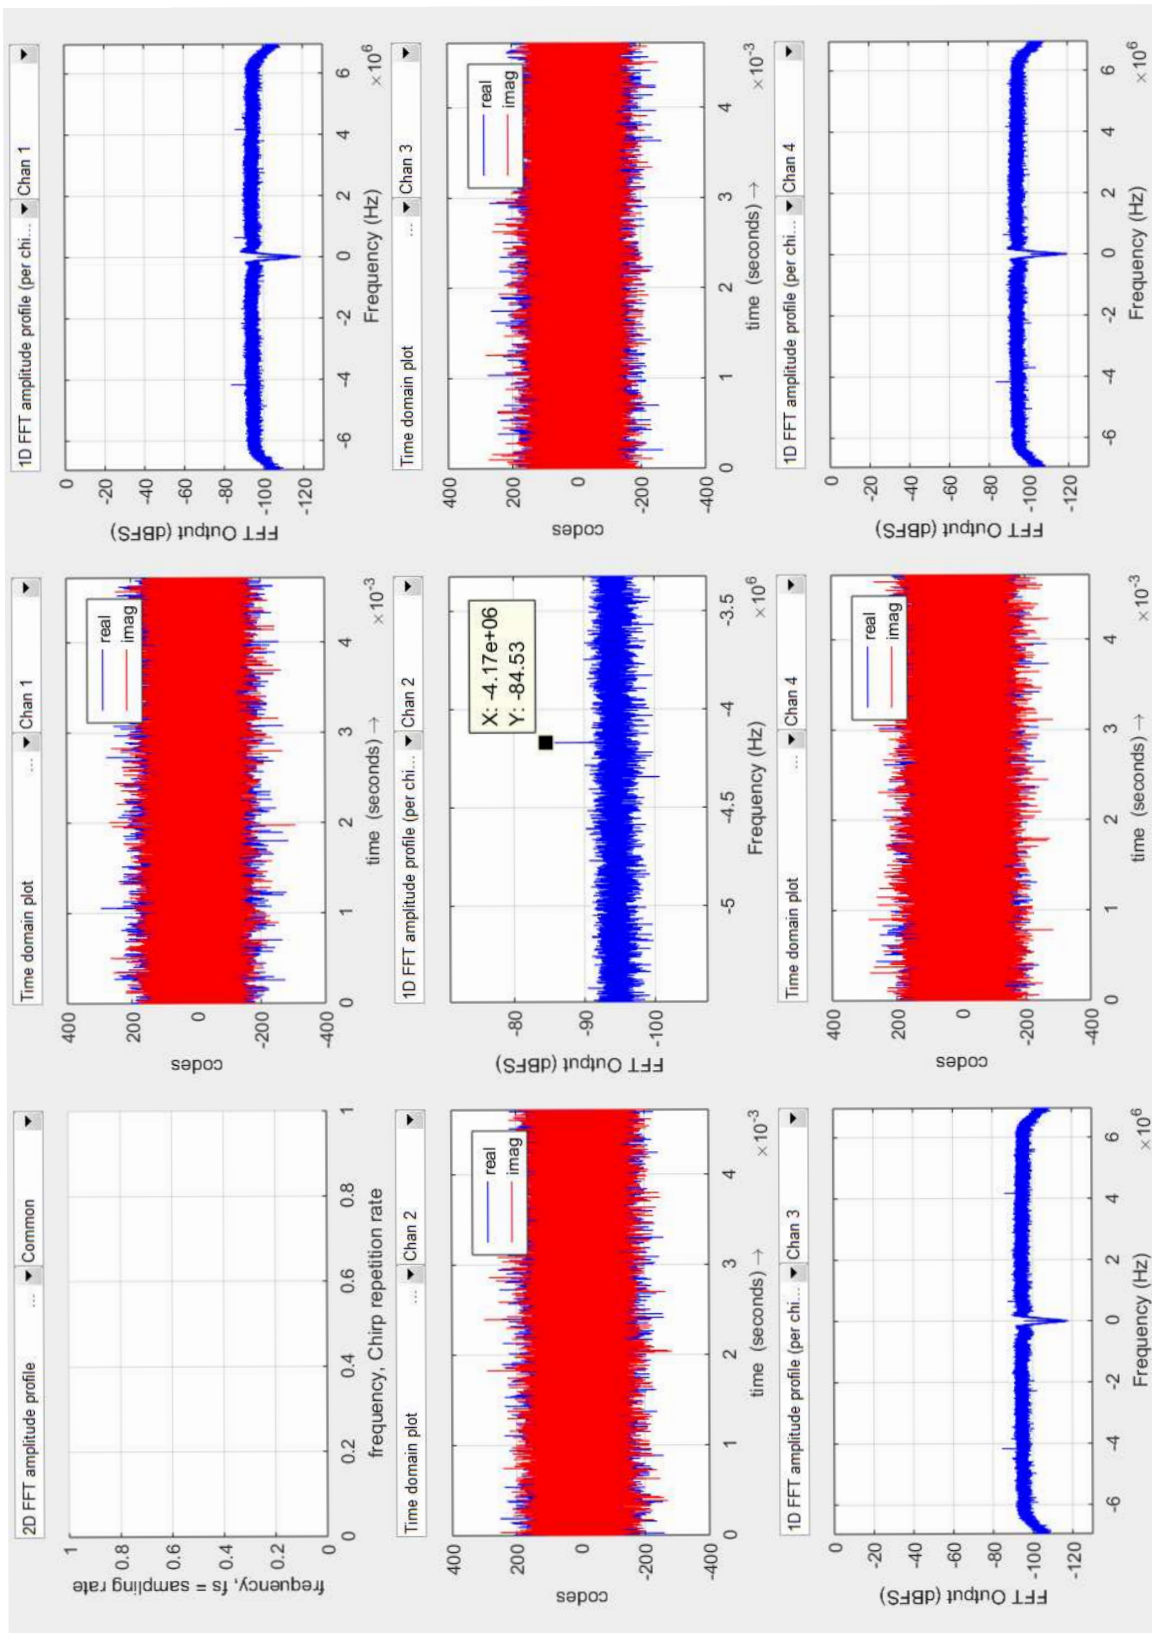 2D FFT amplitude profile ... Common
1
0.8
0.6
0.4
0.2
0
frequency, fs = sampling rate
0 0.2 0.4 0.6 0.8 1
frequency, Chirp repetition rate
Time domain plot ... Chan 1
400
200
0
-200
-400
codes
real
imag
0 1 2 3 4
×10-3
time (seconds) →
1D FFT amplitude profile (per chi... Chan 1
0
-20
-40
-60
-80
-100
-120
FFT Output (dBFS)
-6 -4 -2 0 2 4 6
×106
Frequency (Hz)
Time domain plot ... Chan 2
400
200
0
-200
-400
codes
real
imag
0 1 2 3 4
×10-3
time (seconds) →
1D FFT amplitude profile (per chi... Chan 2
-80
-90
-100
FFT Output (dBFS)
X: -4.17e+06
Y: -84.53
-5 -4.5 -4 -3.5
×106
Frequency (Hz)
Time domain plot ... Chan 3
400
200
0
-200
-400
codes
real
imag
0 1 2 3 4
×10-3
time (seconds) →
1D FFT amplitude profile (per chi... Chan 3
0
-20
-40
-60
-80
-100
-120
FFT Output (dBFS)
-6 -4 -2 0 2 4 6
×106
Frequency (Hz)
Time domain plot ... Chan 4
400
200
0
-200
-400
codes
real
imag
0 1 2 3 4
×10-3
time (seconds) →
1D FFT amplitude profile (per chi... Chan 4
0
-20
-40
-60
-80
-100
-120
FFT Output (dBFS)
-6 -4 -2 0 2 4 6
×106
Frequency (Hz)